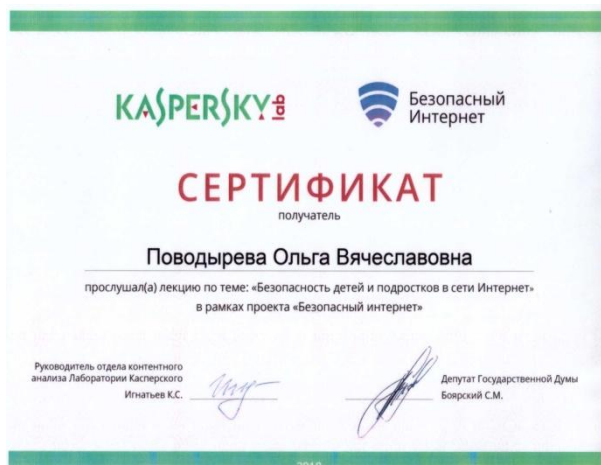 KASPERSKY lab
Безопасный
Интернет
СЕРТИФИКАТ
получатель
Поводырева Ольга Вячеславовна
прослушал(а) лекцию по теме: «Безопасность детей и подростков в сети Интернет»
в рамках проекта «Безопасный интернет»
Руководитель отдела контентного
анализа Лаборатории Касперского
Игнатьев К.С.
Депутат Государственной Думы
Боярский С.М.